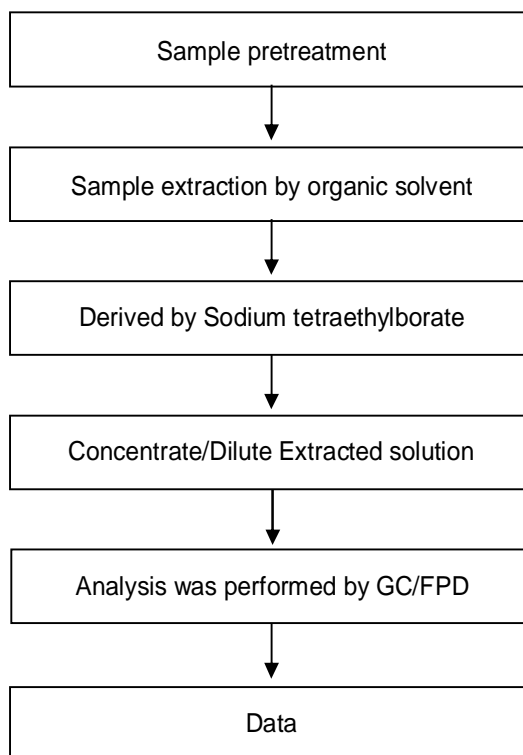 Sample pretreatment
Sample extraction by organic solvent
Derived by Sodium tetraethylborate
Concentrate/Dilute Extracted solution
Analysis was performed by GC/FPD
Data